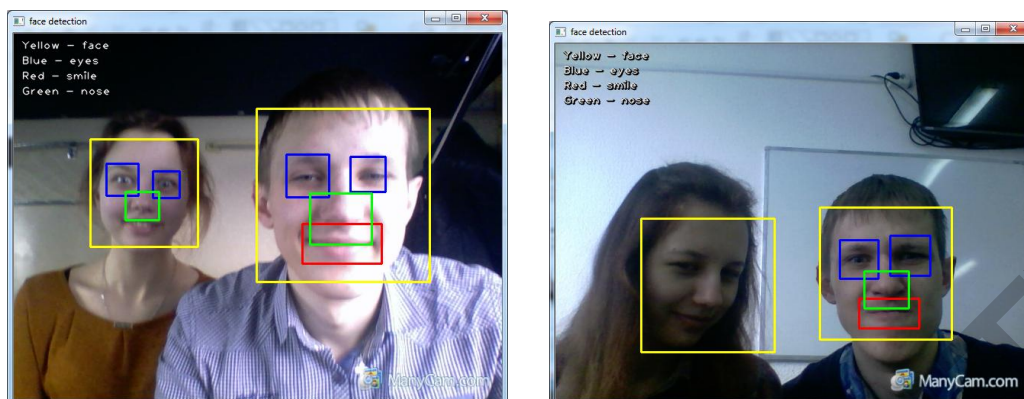 face detection
Yellow – face
Blue – eyes
Red – smile
Green – nose
ManyCam.com
face detection
Yellow – face
Blue – eyes
Red – smile
Green – nose
ManyCam.com